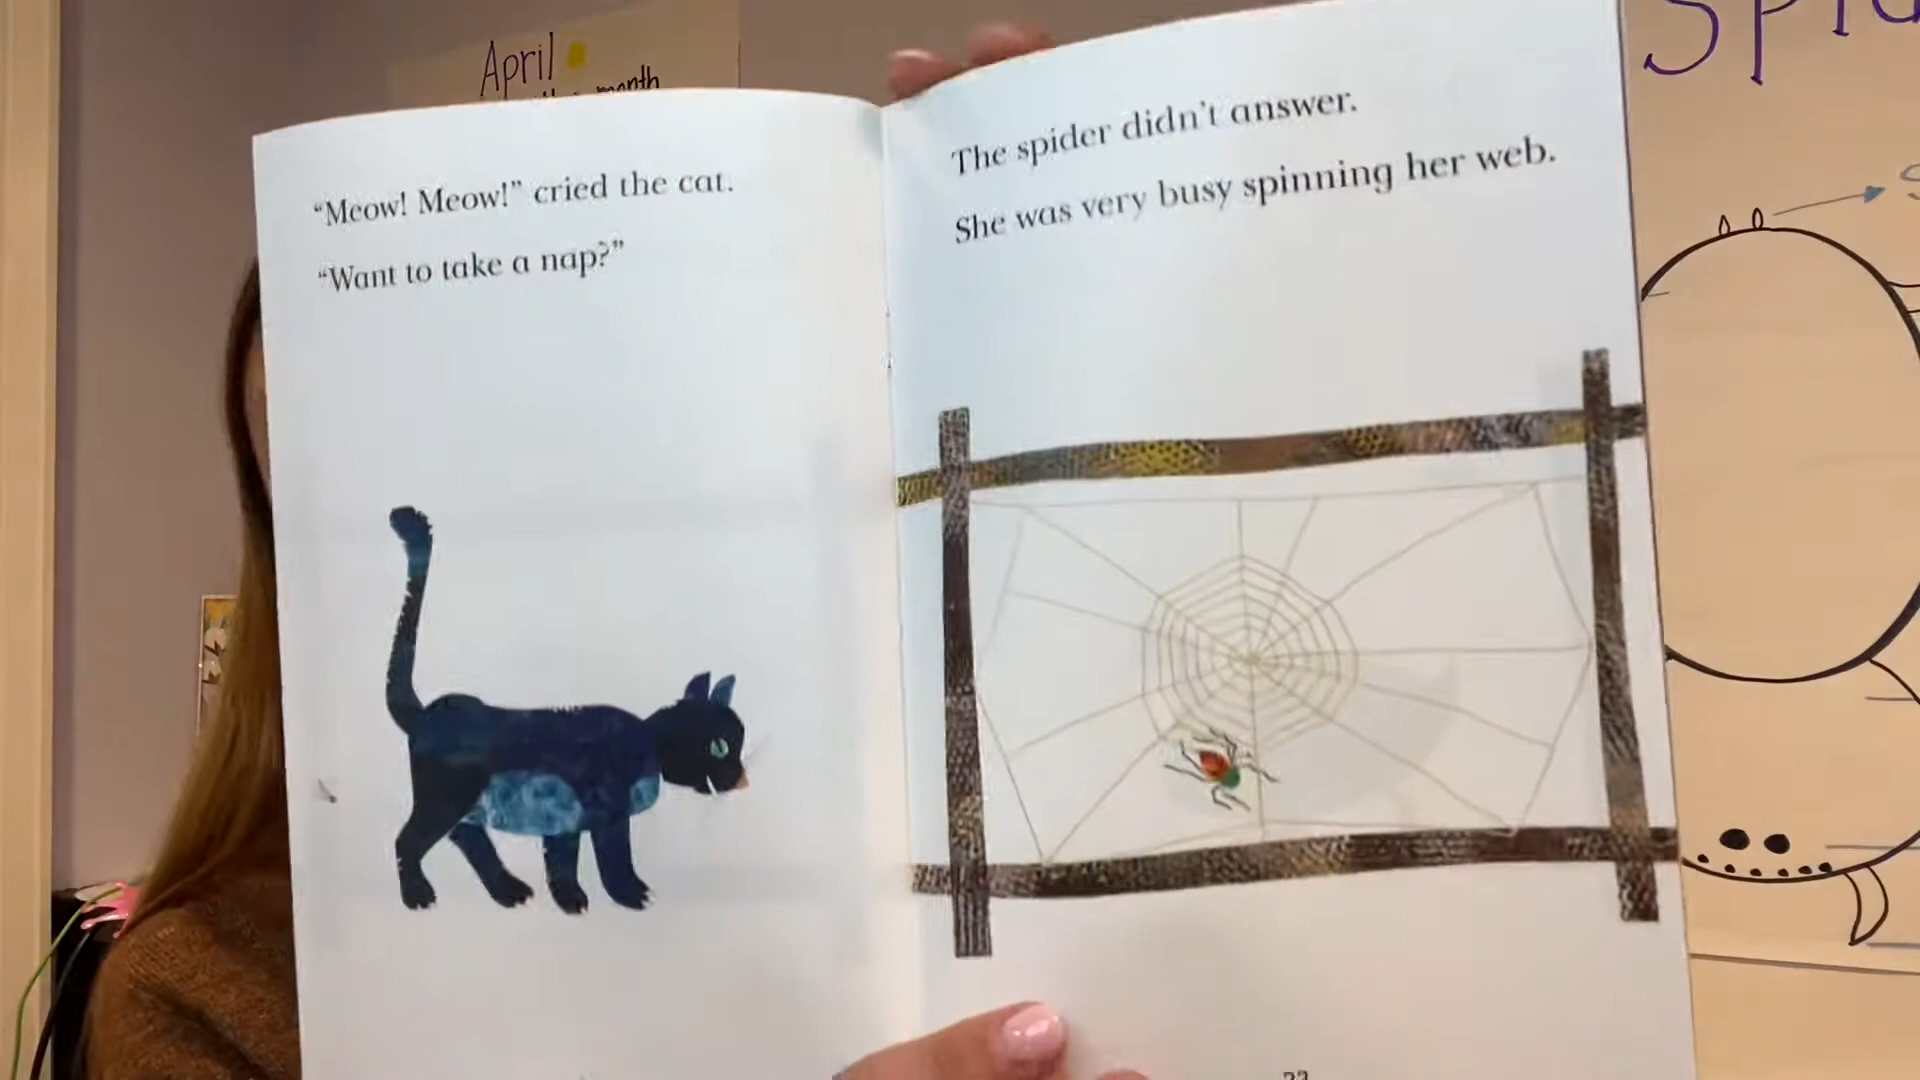 April
month
“Meow! Meow!” cried the cat.
“Want to take a nap?”
The spider didn’t answer.
She was very busy spinning her web.